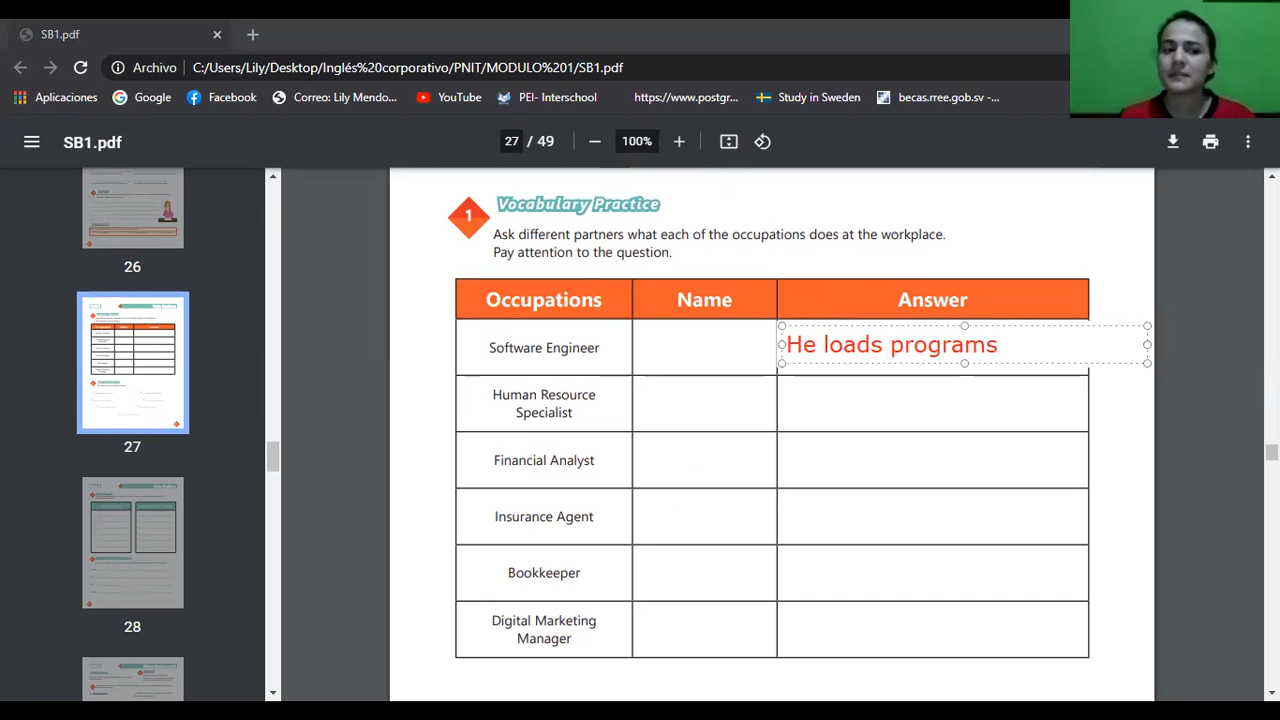 SB1.pdf
Archivo C:/Users/Lily/Desktop/Inglés%20corporativo/PNIT/MODULO%201/SB1.pdf
Aplicaciones Google Facebook Correo: Lily Mendo... YouTube PEI- Interschool https://www.postgr... Study in Sweden becas.rree.gob.sv -...
SB1.pdf 27 / 49 100%
26
27
28
1 Vocabulary Practice
Ask different partners what each of the occupations does at the workplace.
Pay attention to the question.
Occupations Name Answer
Software Engineer He loads programs
Human Resource
Specialist
Financial Analyst
Insurance Agent
Bookkeeper
Digital Marketing
Manager